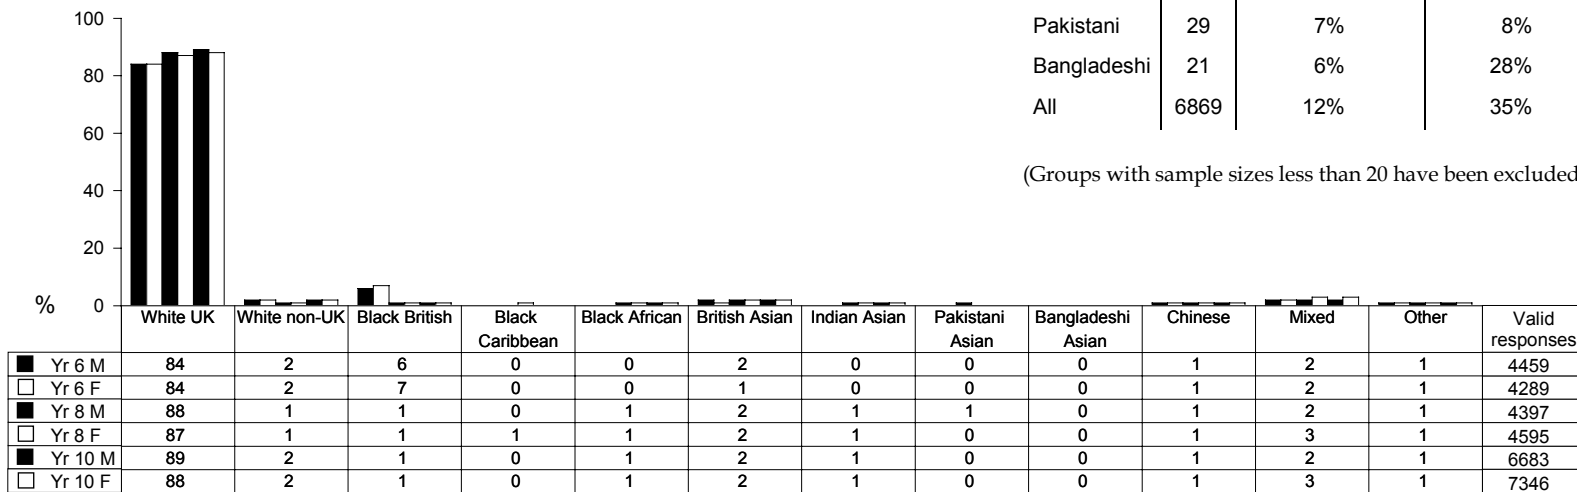 Pakistani 29 7% 8%
Bangladeshi 21 6% 28%
All 6869 12% 35%
(Groups with sample sizes less than 20 have been excluded
100
80
60
40
20
% 0
White UK White non-UK Black British Black Caribbean Black African British Asian Indian Asian Pakistani Asian Bangladeshi Asian Chinese Mixed Other Valid responses
Yr 6 M 84 2 6 0 0 2 0 0 0 1 2 1 4459
Yr 6 F 84 2 7 0 0 1 0 0 0 1 2 1 4289
Yr 8 M 88 1 1 0 1 2 1 1 0 1 2 1 4397
Yr 8 F 87 1 1 1 1 2 1 0 0 1 3 1 4595
Yr 10 M 89 2 1 0 1 2 1 0 0 1 2 1 6683
Yr 10 F 88 2 1 0 1 2 1 0 0 1 3 1 7346